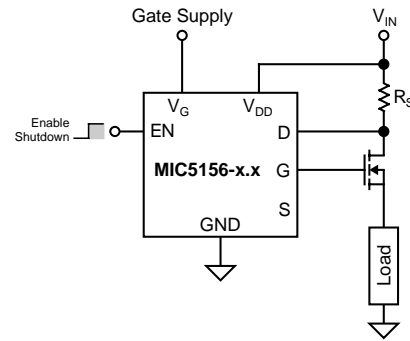 Gate Supply
VIN
VG
VDD
RS
Enable
Shutdown
EN
D
MIC5156-x.x
G
S
GND
Load